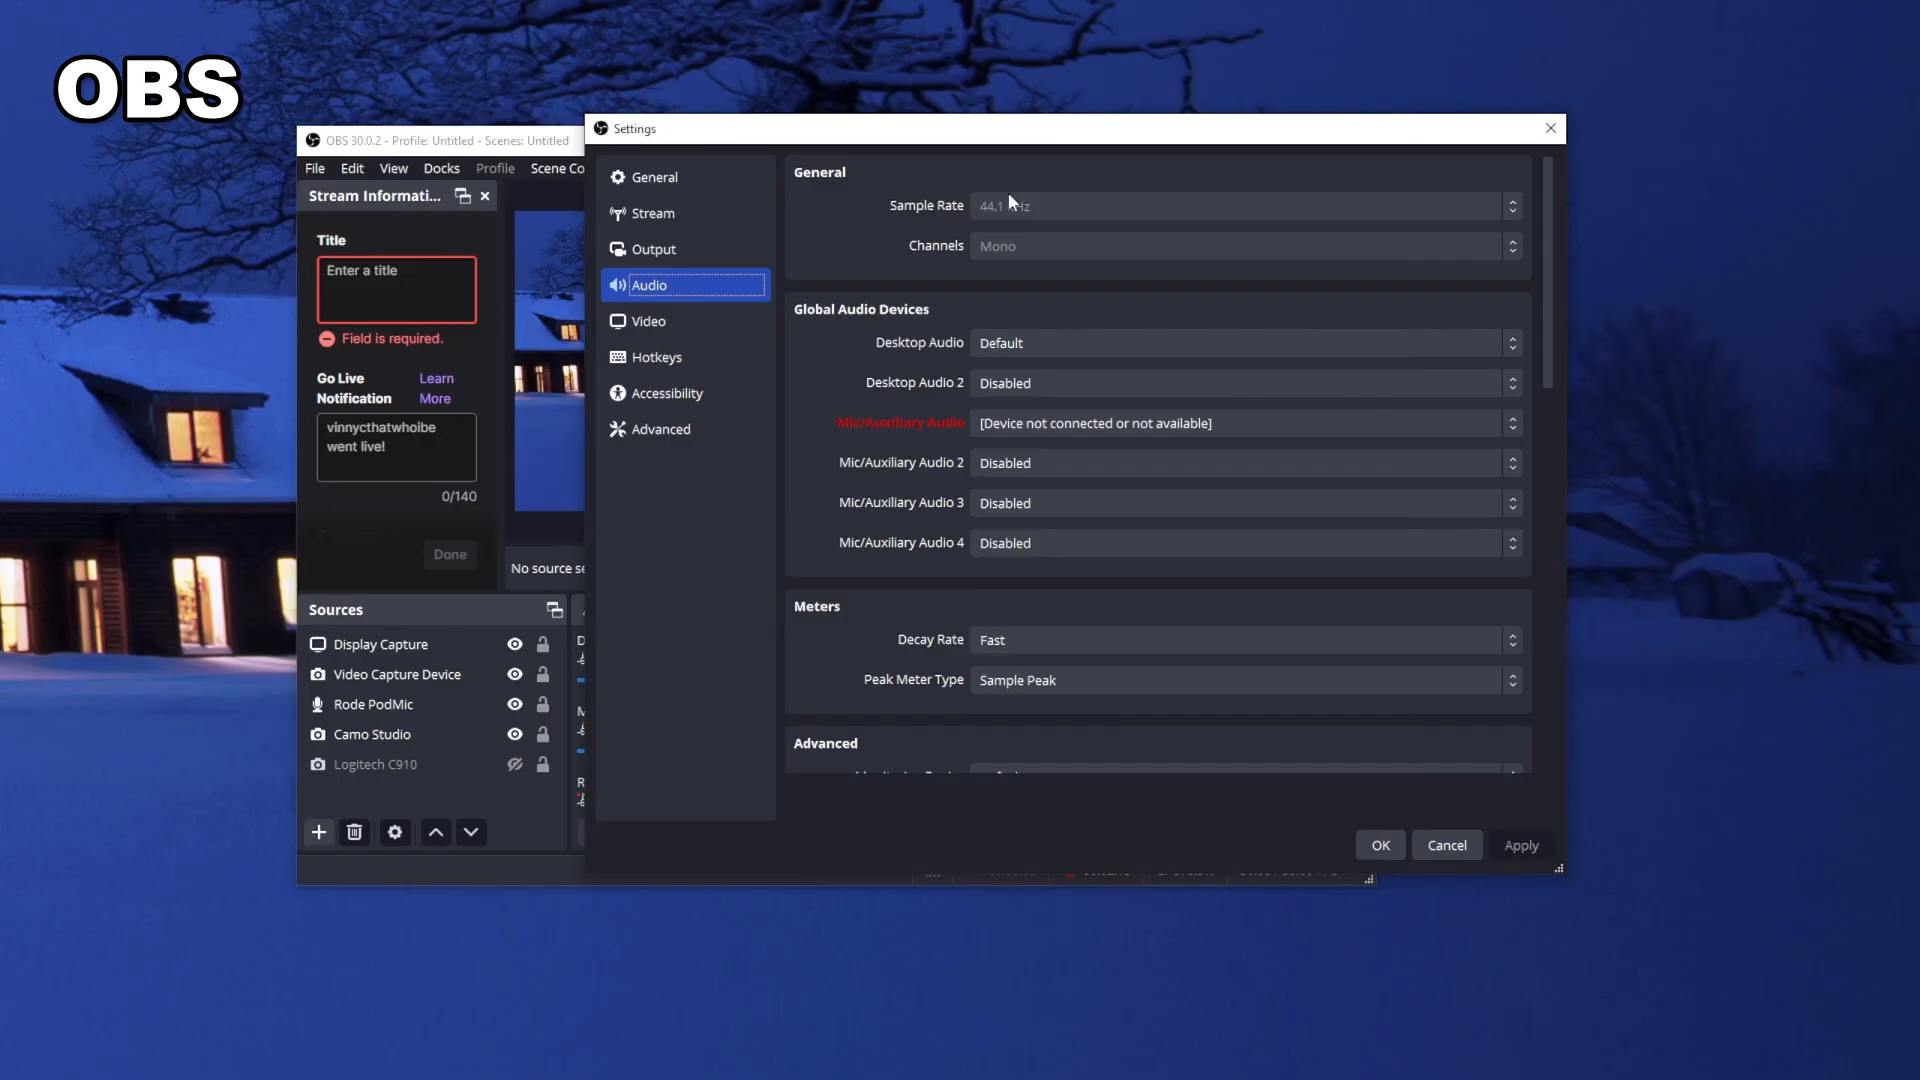 OBS
OBS 30.0.2 - Profile: Untitled - Scenes: Untitled
File Edit View Docks Profile Scene Co
Stream Informati...
Title
Enter a title
Field is required.
Go Live Notification
Learn More
vinnycthatwhoibe
went live!
0/140
Done
No source se
Sources
Display Capture
Video Capture Device
Rode PodMic
Camo Studio
Logitech C910
Settings
General
Stream
Output
Audio
Video
Hotkeys
Accessibility
Advanced
General
Sample Rate 44.1 kHz
Channels Mono
Global Audio Devices
Desktop Audio Default
Desktop Audio 2 Disabled
Mic/Auxiliary Audio [Device not connected or not available]
Mic/Auxiliary Audio 2 Disabled
Mic/Auxiliary Audio 3 Disabled
Mic/Auxiliary Audio 4 Disabled
Meters
Decay Rate Fast
Peak Meter Type Sample Peak
Advanced
OK Cancel Apply